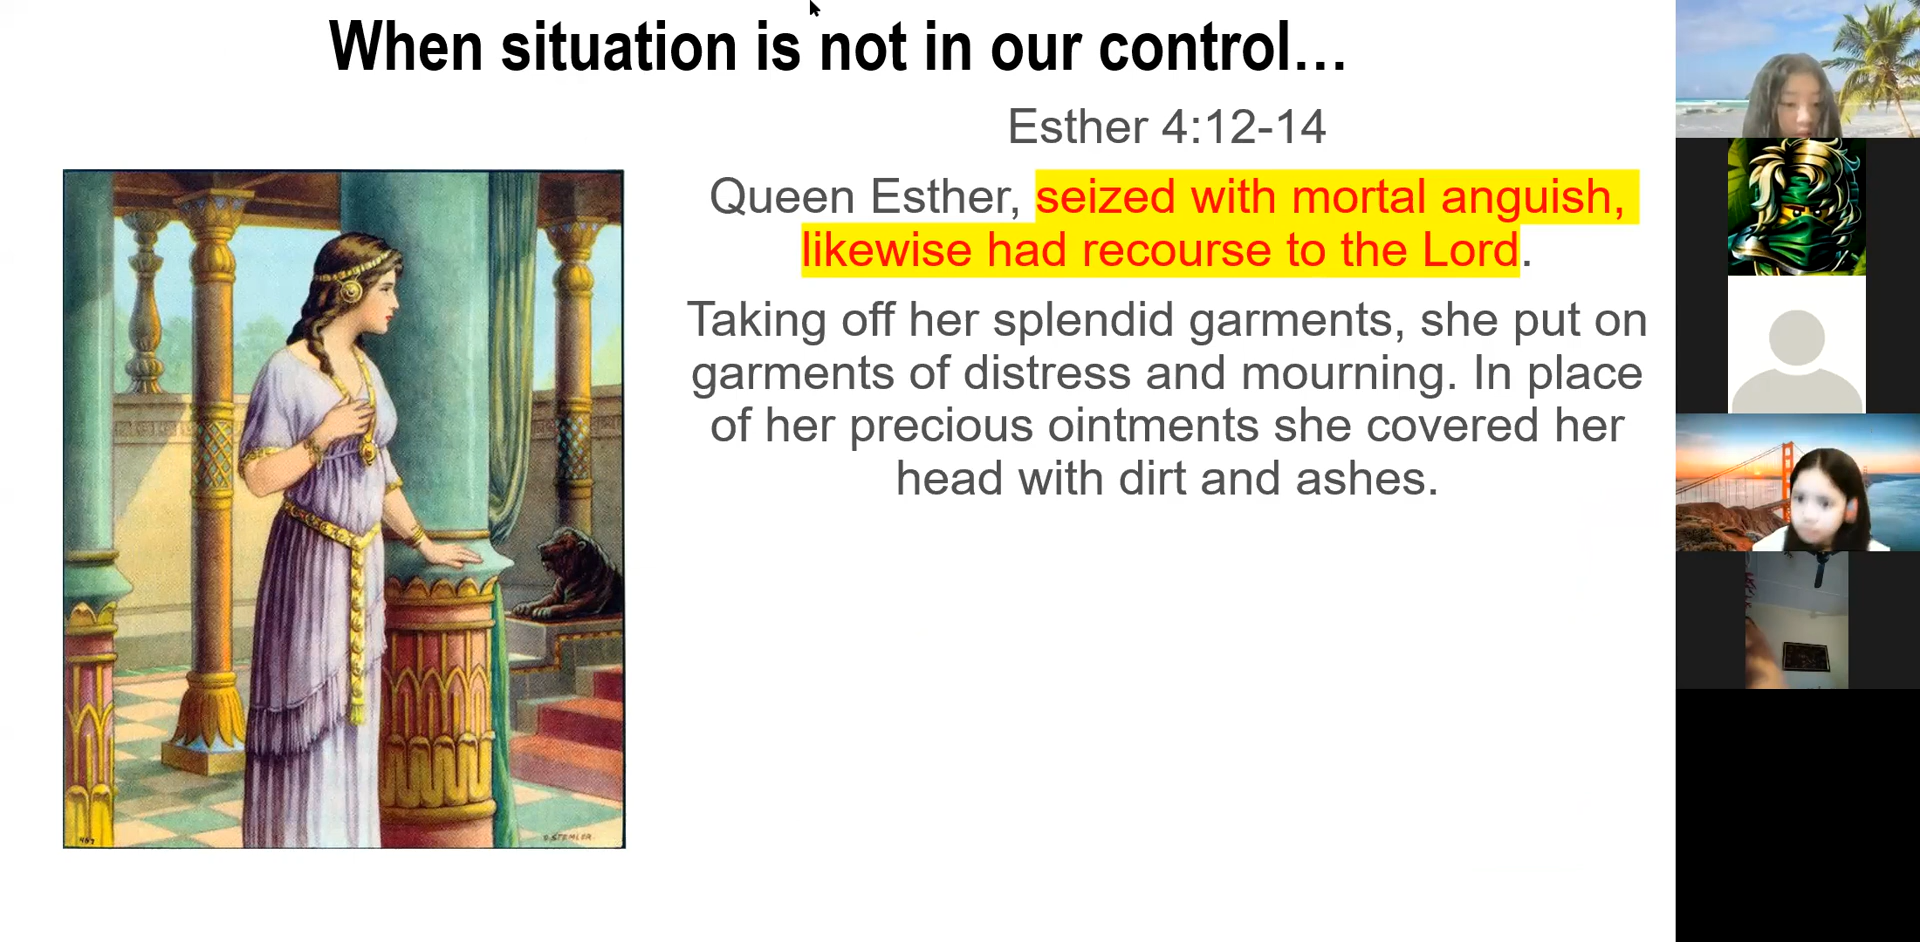 When situation is not in our control...
Esther 4:12-14
Queen Esther, seized with mortal anguish,
likewise had recourse to the Lord.
Taking off her splendid garments, she put on
garments of distress and mourning. In place
of her precious ointments she covered her
head with dirt and ashes.
467
O. STEMLER.